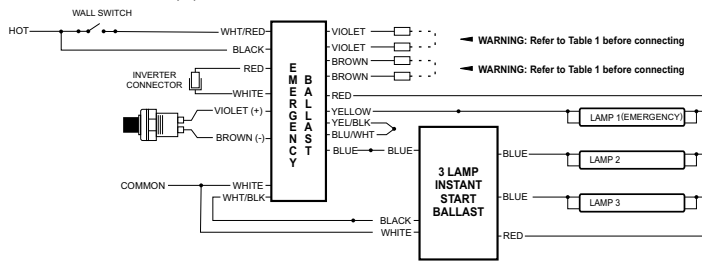 WALL SWITCH
HOT
WHT/RED
BLACK
RED
INVERTER
CONNECTOR
WHITE
VIOLET (+)
BROWN (-)
COMMON
WHITE
WHT/BLK
EMERGENCY
BALLAST
VIOLET
VIOLET
BROWN
BROWN
WARNING: Refer to Table 1 before connecting
WARNING: Refer to Table 1 before connecting
RED
YELLOW
YEL/BLK
BLU/WHT
BLUE
BLUE
BLACK
WHITE
3 LAMP
INSTANT
START
BALLAST
BLUE
BLUE
RED
LAMP 1(EMERGENCY)
LAMP 2
LAMP 3